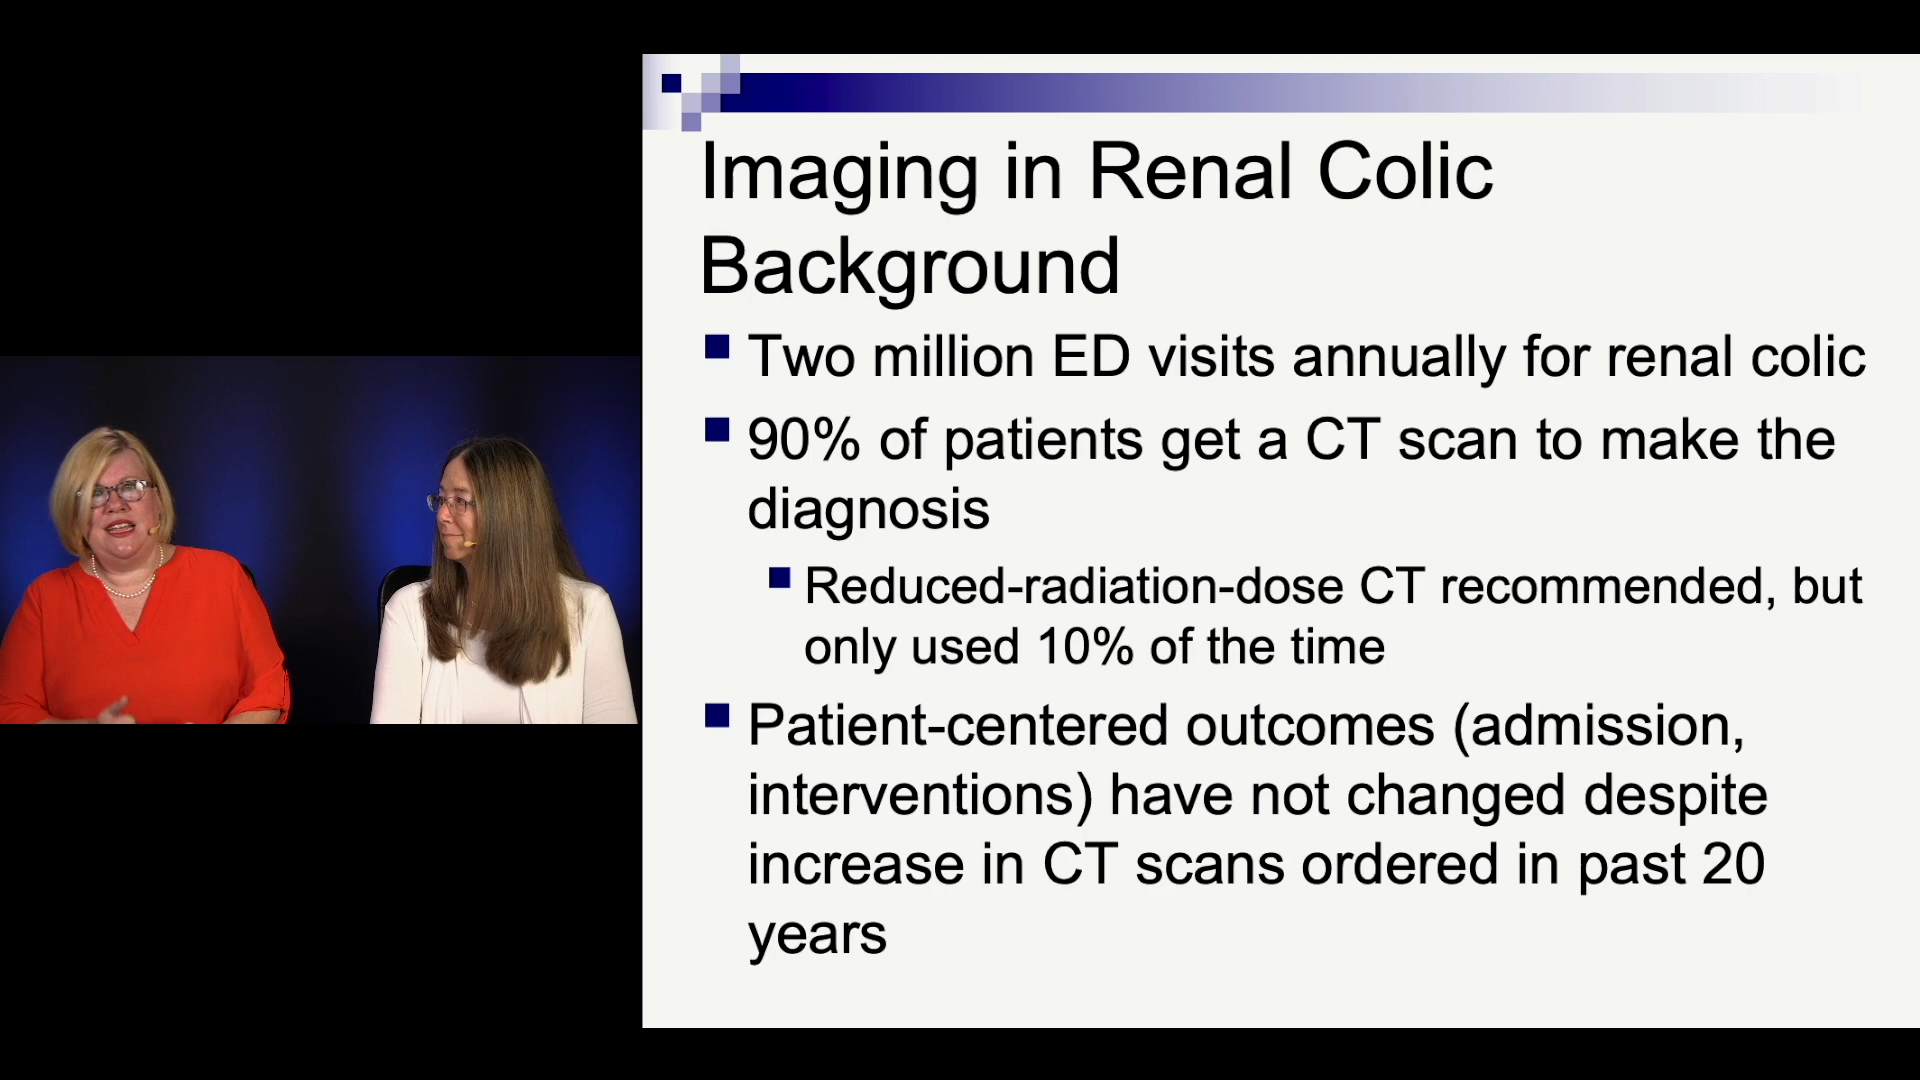 Imaging in Renal Colic
Background
Two million ED visits annually for renal colic
90% of patients get a CT scan to make the
diagnosis
Reduced-radiation-dose CT recommended, but
only used 10% of the time
Patient-centered outcomes (admission,
interventions) have not changed despite
increase in CT scans ordered in past 20
years